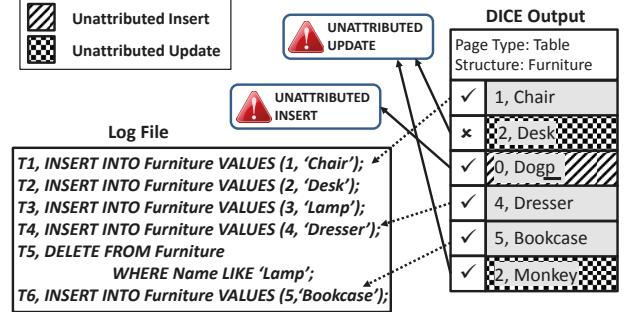 Unattributed Insert
Unattributed Update
UNATTRIBUTED
UPDATE
UNATTRIBUTED
INSERT
DICE Output
Page Type: Table
Structure: Furniture
✓ 1, Chair
✗ 2, Desk
✓ 0, Dogp
✓ 4, Dresser
✓ 5, Bookcase
✓ 2, Monkey
Log File
T1, INSERT INTO Furniture VALUES (1, ‘Chair’);
T2, INSERT INTO Furniture VALUES (2, ‘Desk’);
T3, INSERT INTO Furniture VALUES (3, ‘Lamp’);
T4, INSERT INTO Furniture VALUES (4, ‘Dresser’);
T5, DELETE FROM Furniture
WHERE Name LIKE ‘Lamp’;
T6, INSERT INTO Furniture VALUES (5,‘Bookcase’);